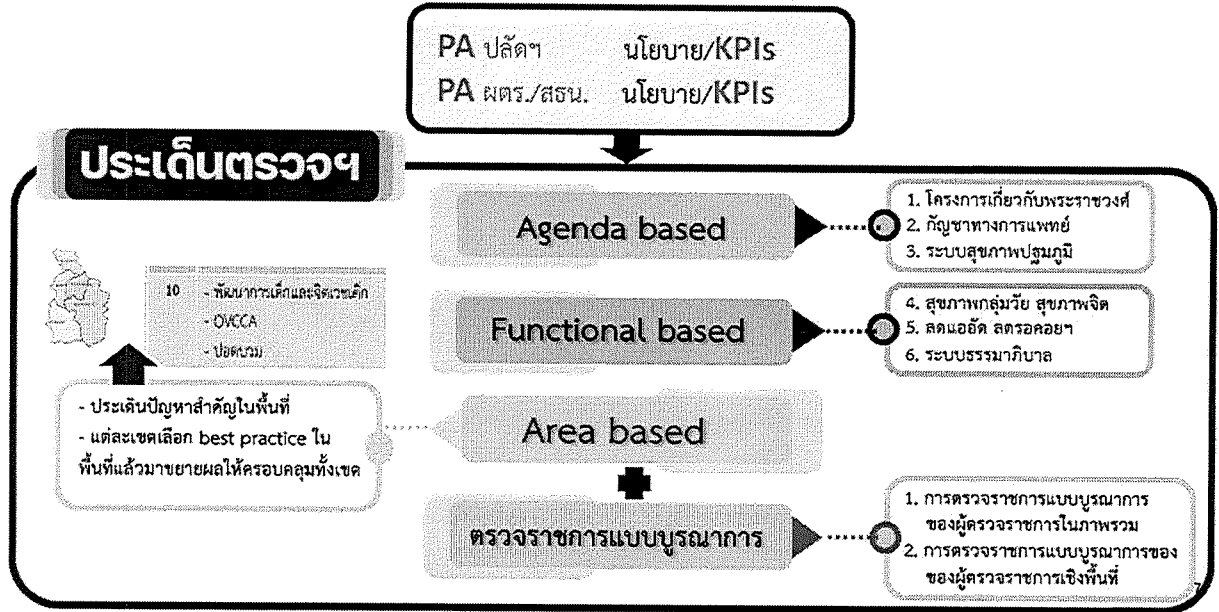 PA ปลัดฯ นโยบาย/KPIs
PA ผตร./สธน. นโยบาย/KPIs
ประเด็นตรวจฯ
Agenda based
1. โครงการเกี่ยวกับพระราชวงศ์
2. กัญชาทางการแพทย์
3. ระบบสุขภาพปฐมภูมิ
10 - พัฒนาการเด็กและจิตเวชเด็ก
- OVCCA
- ปอดบวม
Functional based
4. สุขภาพกลุ่มวัย สุขภาพจิต
5. ลดแออัด ลดรอคอยฯ
6. ระบบธรรมาภิบาล
- ประเด็นปัญหาสำคัญในพื้นที่
- แต่ละเขตเลือก best practice ใน
พื้นที่แล้วมาขยายผลให้ครอบคลุมทั้งเขต
Area based
ตรวจราชการแบบบูรณาการ
1. การตรวจราชการแบบบูรณาการ
ของผู้ตรวจราชการในภาพรวม
2. การตรวจราชการแบบบูรณาการของ
ของผู้ตรวจราชการเชิงพื้นที่
7